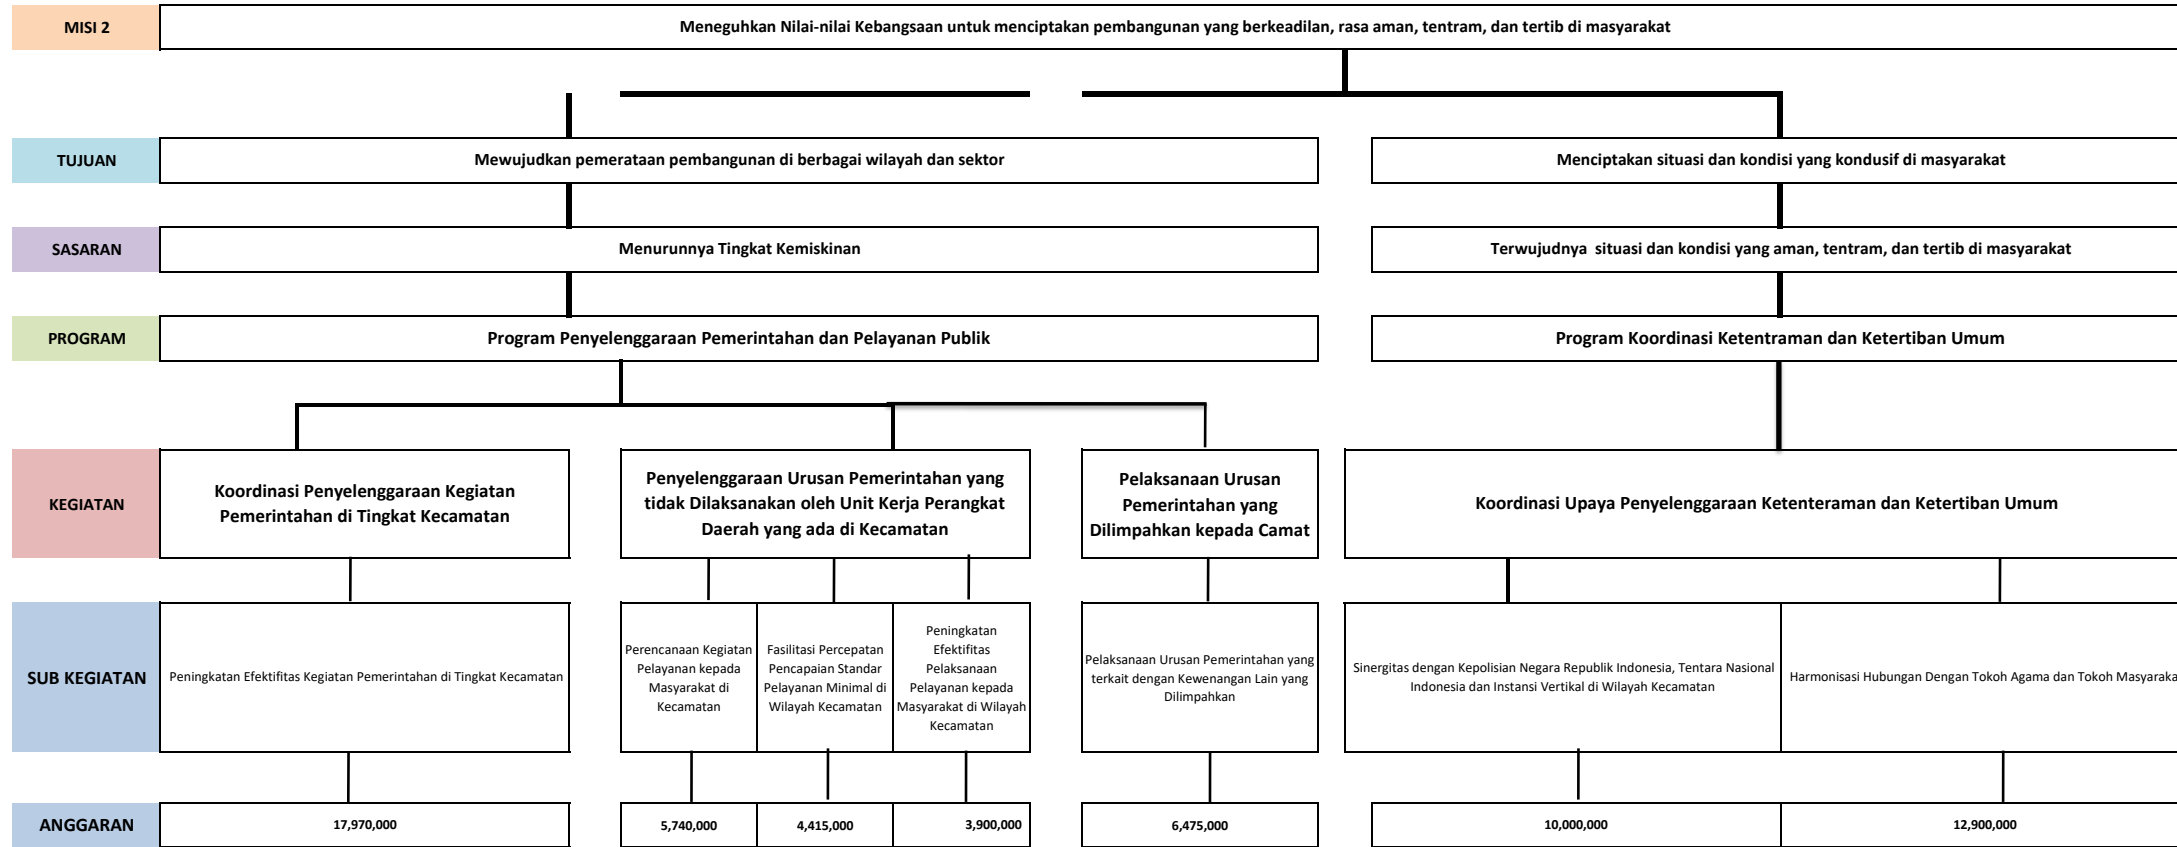 MISI 2
Meneguhkan Nilai-nilai Kebangsaan untuk menciptakan pembangunan yang berkeadilan, rasa aman, tentram, dan tertib di masyarakat
TUJUAN
Mewujudkan pemerataan pembangunan di berbagai wilayah dan sektor
Menciptakan situasi dan kondisi yang kondusif di masyarakat
SASARAN
Menurunnya Tingkat Kemiskinan
Terwujudnya situasi dan kondisi yang aman, tentram, dan tertib di masyarakat
PROGRAM
Program Penyelenggaraan Pemerintahan dan Pelayanan Publik
Program Koordinasi Ketentraman dan Ketertiban Umum
KEGIATAN
Koordinasi Penyelenggaraan Kegiatan
Pemerintahan di Tingkat Kecamatan
Penyelenggaraan Urusan Pemerintahan yang
tidak Dilaksanakan oleh Unit Kerja Perangkat
Daerah yang ada di Kecamatan
Pelaksanaan Urusan
Pemerintahan yang
Dilimpahkan kepada Camat
Koordinasi Upaya Penyelenggaraan Ketenteraman dan Ketertiban Umum
SUB KEGIATAN
Peningkatan Efektifitas Kegiatan Pemerintahan di Tingkat Kecamatan
Perencanaan Kegiatan
Pelayanan kepada
Masyarakat di
Kecamatan
Fasilitasi Percepatan
Pencapaian Standar
Pelayanan Minimal di
Wilayah Kecamatan
Peningkatan
Efektifitas
Pelaksanaan
Pelayanan kepada
Masyarakat di Wilayah
Kecamatan
Pelaksanaan Urusan Pemerintahan yang
terkait dengan Kewenangan Lain yang
Dilimpahkan
Sinergitas dengan Kepolisian Negara Republik Indonesia, Tentara Nasional
Indonesia dan Instansi Vertikal di Wilayah Kecamatan
Harmonisasi Hubungan Dengan Tokoh Agama dan Tokoh Masyaraka
ANGGARAN
17,970,000
5,740,000
4,415,000
3,900,000
6,475,000
10,000,000
12,900,000